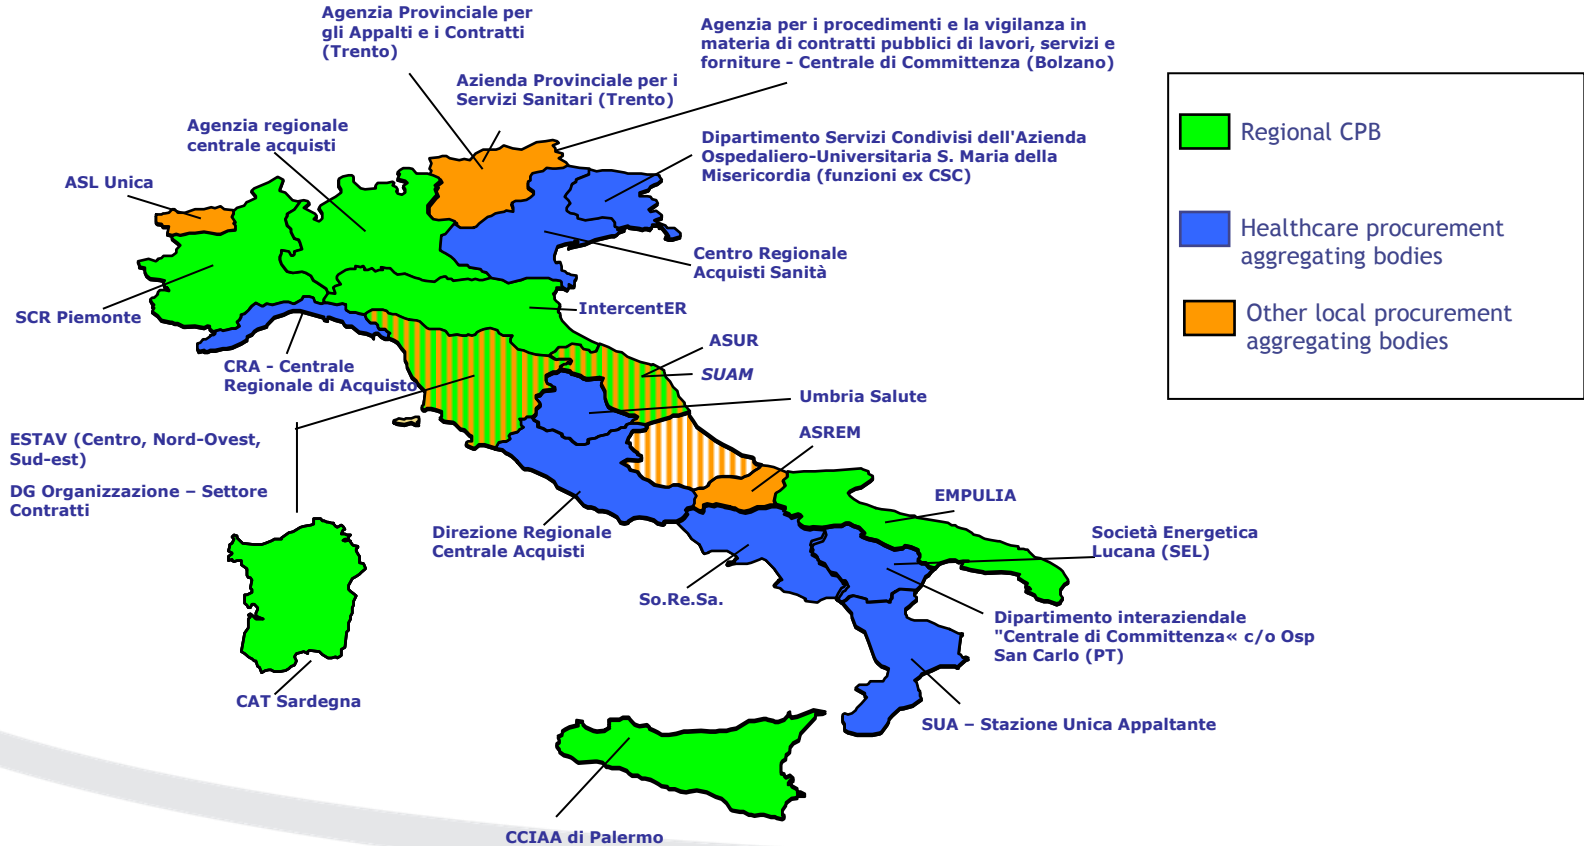 Agenzia Provinciale per
gli Appalti e i Contratti
(Trento)
Agenzia per i procedimenti e la vigilanza in
materia di contratti pubblici di lavori, servizi e
forniture - Centrale di Committenza (Bolzano)
Azienda Provinciale per i
Servizi Sanitari (Trento)
Agenzia regionale
centrale acquisti
Dipartimento Servizi Condivisi dell'Azienda
Ospedaliero-Universitaria S. Maria della
Misericordia (funzioni ex CSC)
ASL Unica
Centro Regionale
Acquisti Sanità
SCR Piemonte
IntercentER
CRA - Centrale
Regionale di Acquisto
ASUR
SUAM
Umbria Salute
ASREM
ESTAV (Centro, Nord-Ovest,
Sud-est)
DG Organizzazione – Settore
Contratti
EMPULIA
Direzione Regionale
Centrale Acquisti
Società Energetica
Lucana (SEL)
So.Re.Sa.
Dipartimento interaziendale
"Centrale di Committenza« c/o Osp
San Carlo (PT)
CAT Sardegna
SUA – Stazione Unica Appaltante
CCIAA di Palermo
Regional CPB
Healthcare procurement
aggregating bodies
Other local procurement
aggregating bodies